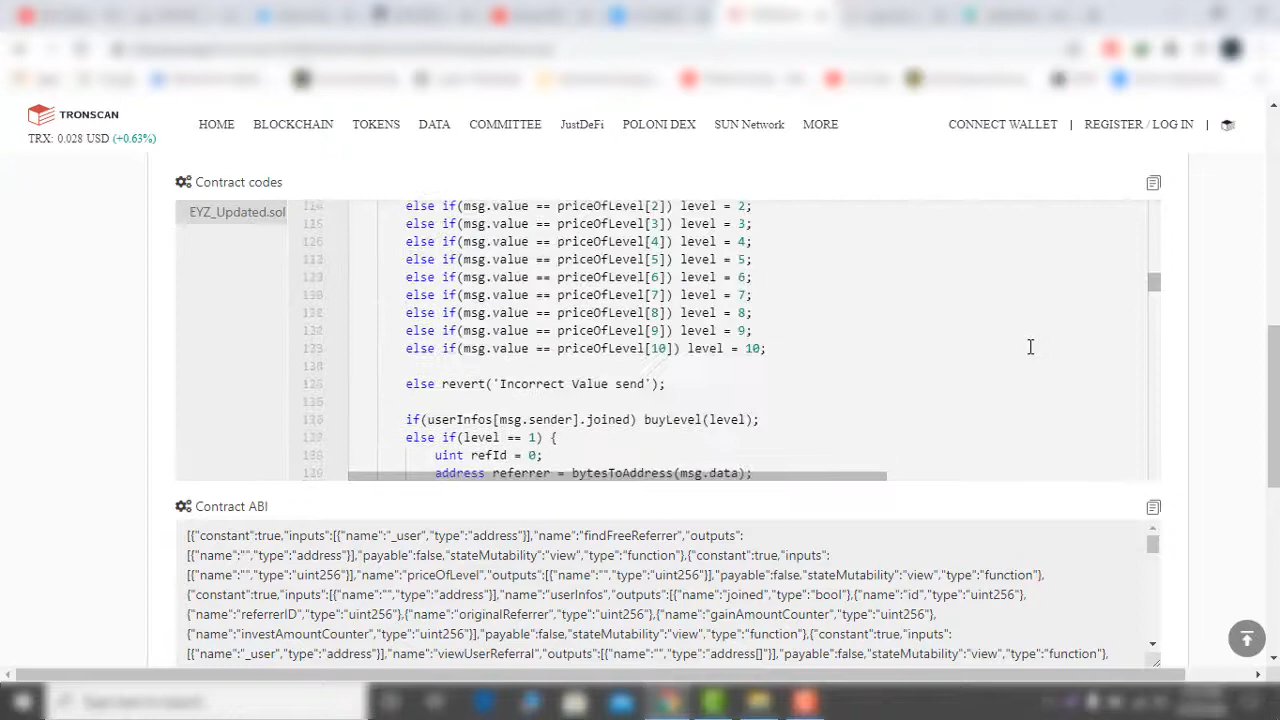 TRONSCAN
TRX: 0.028 USD (+0.63%)
HOME BLOCKCHAIN TOKENS DATA COMMITTEE JustDeFi POLONI DEX SUN Network MORE CONNECT WALLET | REGISTER / LOG IN |
Contract codes
EYZ_Updated.sol
else if(msg.value == priceOfLevel[2]) level = 2;
else if(msg.value == priceOfLevel[3]) level = 3;
else if(msg.value == priceOfLevel[4]) level = 4;
else if(msg.value == priceOfLevel[5]) level = 5;
else if(msg.value == priceOfLevel[6]) level = 6;
else if(msg.value == priceOfLevel[7]) level = 7;
else if(msg.value == priceOfLevel[8]) level = 8;
else if(msg.value == priceOfLevel[9]) level = 9;
else if(msg.value == priceOfLevel[10]) level = 10;
else revert('Incorrect Value send');
if(userInfos[msg.sender].joined) buyLevel(level);
else if(level == 1) {
uint refId = 0;
address referrer = bytesToAddress(msg.data);
Contract ABI
[{"constant":true,"inputs":[{"name":"_user","type":"address"}],"name":"findFreeReferrer","outputs":
[{"name":"","type":"address"}],"payable":false,"stateMutability":"view","type":"function"},{"constant":true,"inputs":
[{"name":"","type":"uint256"}],"name":"priceOfLevel","outputs":[{"name":"","type":"uint256"}],"payable":false,"stateMutability":"view","type":"function"},
{"constant":true,"inputs":[{"name":"","type":"address"}],"name":"userInfos","outputs":[{"name":"joined","type":"bool"},{"name":"id","type":"uint256"},
{"name":"referrerID","type":"uint256"},{"name":"originalReferrer","type":"uint256"},{"name":"gainAmountCounter","type":"uint256"},
{"name":"investAmountCounter","type":"uint256"}],"payable":false,"stateMutability":"view","type":"function"},{"constant":true,"inputs":
[{"name":"_user","type":"address"}],"name":"viewUserReferral","outputs":[{"name":"","type":"address[]"}],"payable":false,"stateMutability":"view","type":"function"},